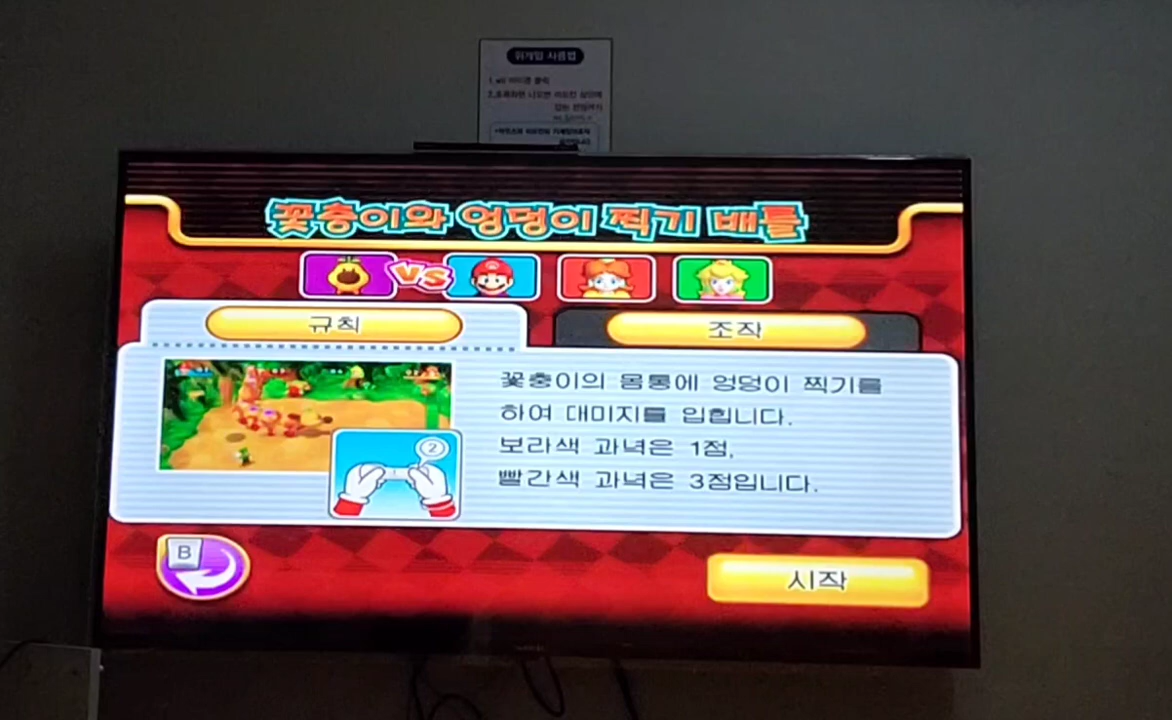 위게임 사용법
꽃충이와 엉덩이 찍기 배틀
VS
규칙
조작
꽃충이의 몸통에 엉덩이 찍기를
하여 대미지를 입힙니다.
보라색 과녁은 1점,
빨간색 과녁은 3점입니다.
2
B
시작